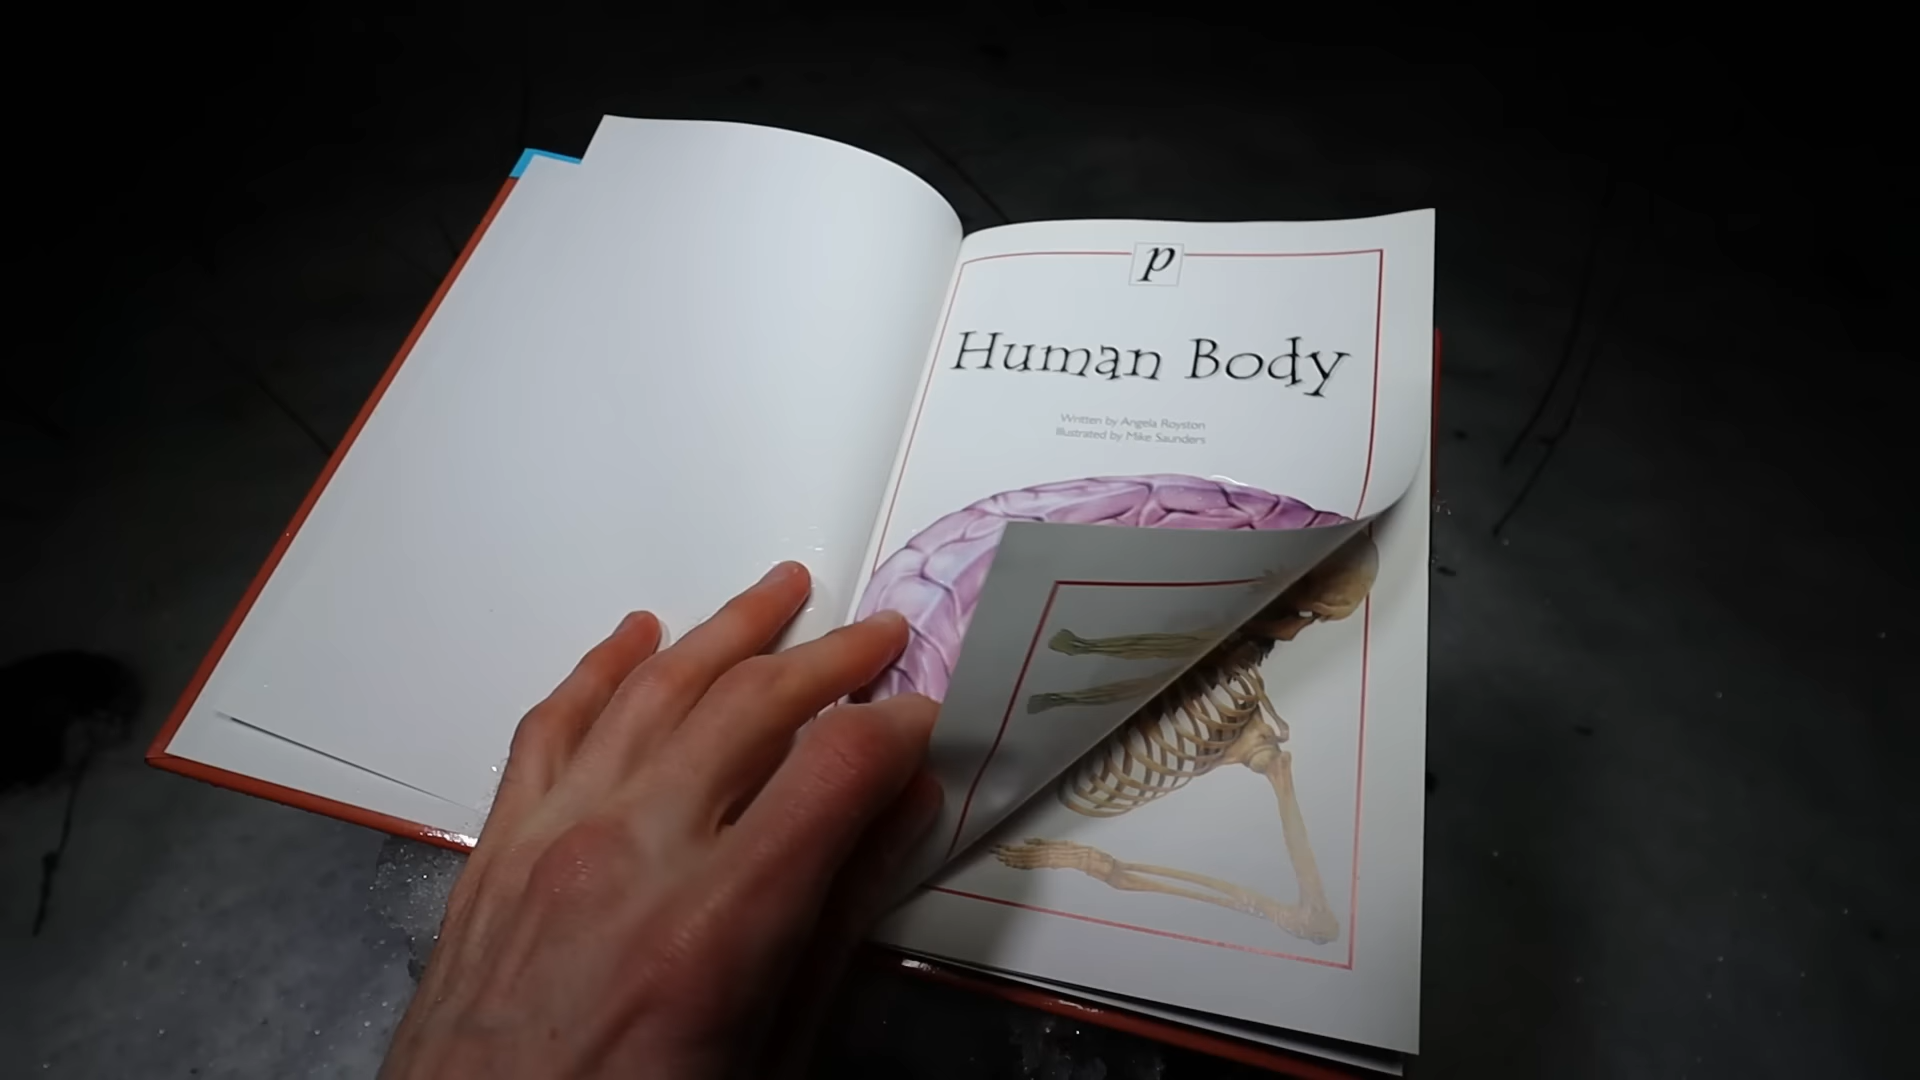 p
Human Body
Written by Angela Royston
Illustrated by Mike Saunders